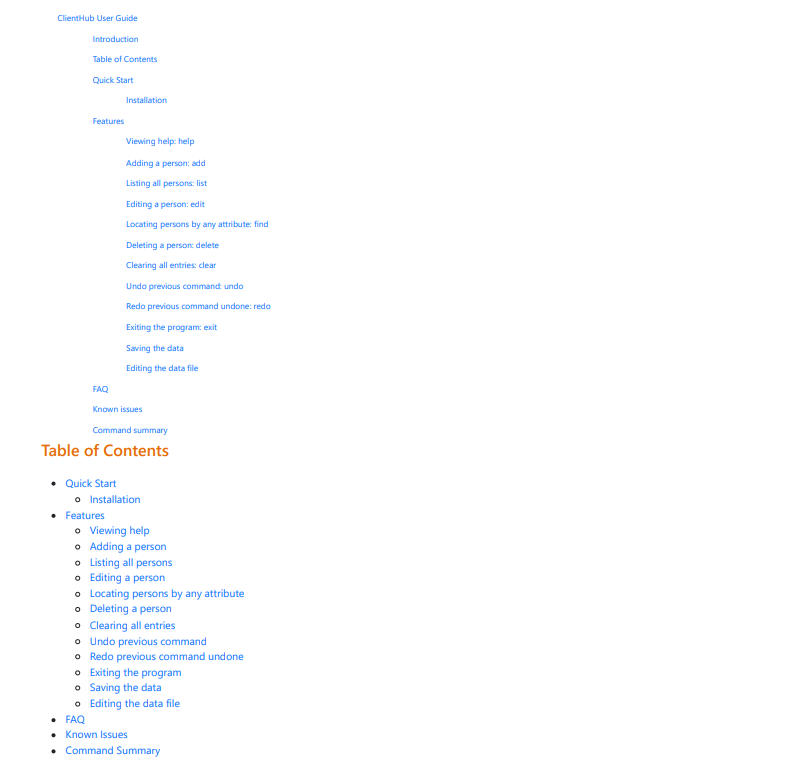 ClientHub User Guide
Introduction
Table of Contents
Quick Start
Installation
Features
Viewing help: help
Adding a person: add
Listing all persons: list
Editing a person: edit
Locating persons by any attribute: find
Deleting a person: delete
Clearing all entries: clear
Undo previous command: undo
Redo previous command undone: redo
Exiting the program: exit
Saving the data
Editing the data file
FAQ
Known issues
Command summary
Table of Contents
Quick Start
Installation
Features
Viewing help
Adding a person
Listing all persons
Editing a person
Locating persons by any attribute
Deleting a person
Clearing all entries
Undo previous command
Redo previous command undone
Exiting the program
Saving the data
Editing the data file
FAQ
Known Issues
Command Summary